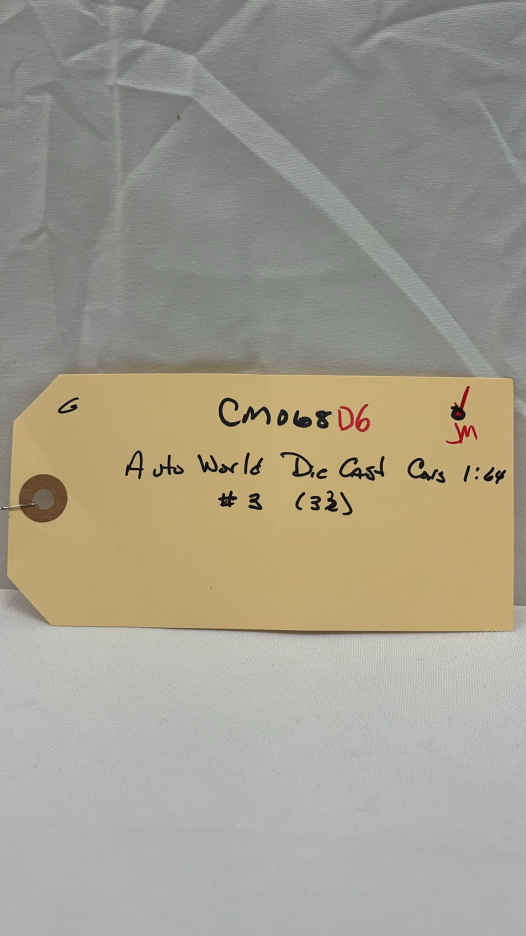 G CM068D6
JM
Auto World Die Cast Cars 1:64
# 3 (32)